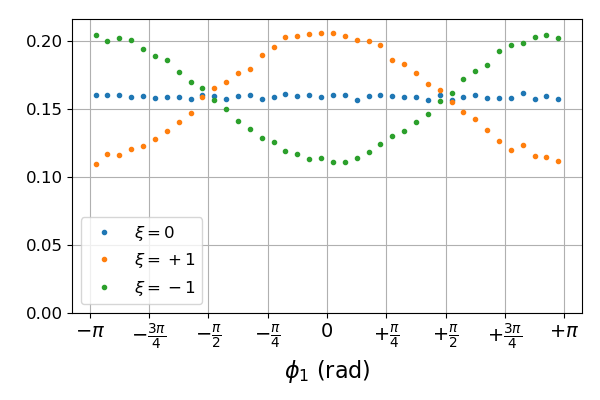 0.20
0.15
0.10
0.05
0.00
ξ = 0
ξ = +1
ξ = −1
−π −3π/4 −π/2 −π/4 0 +π/4 +π/2 +3π/4 +π
ϕ₁ (rad)